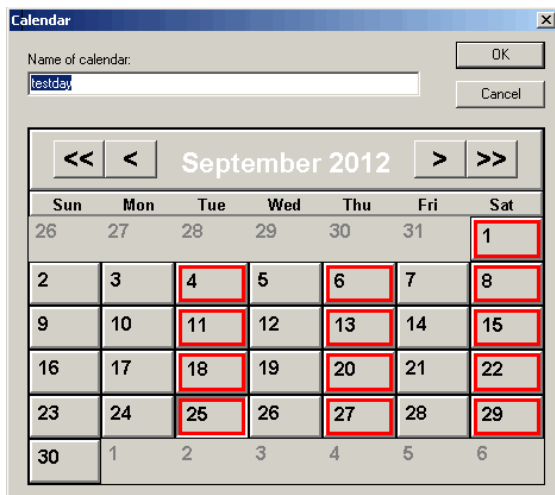 Calendar
Name of calendar:
OK
testday
Cancel
<< < September 2012 > >>
Sun Mon Tue Wed Thu Fri Sat
26 27 28 29 30 31 1
2 3 4 5 6 7 8
9 10 11 12 13 14 15
16 17 18 19 20 21 22
23 24 25 26 27 28 29
30 1 2 3 4 5 6